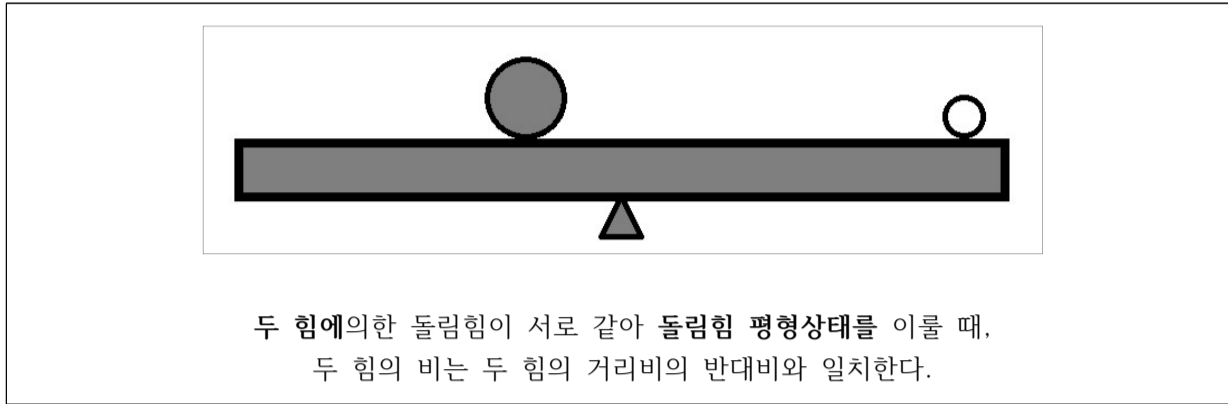 두 힘에의한 돌림힘이 서로 같아 돌림힘 평형상태를 이룰 때,
두 힘의 비는 두 힘의 거리비의 반대비와 일치한다.